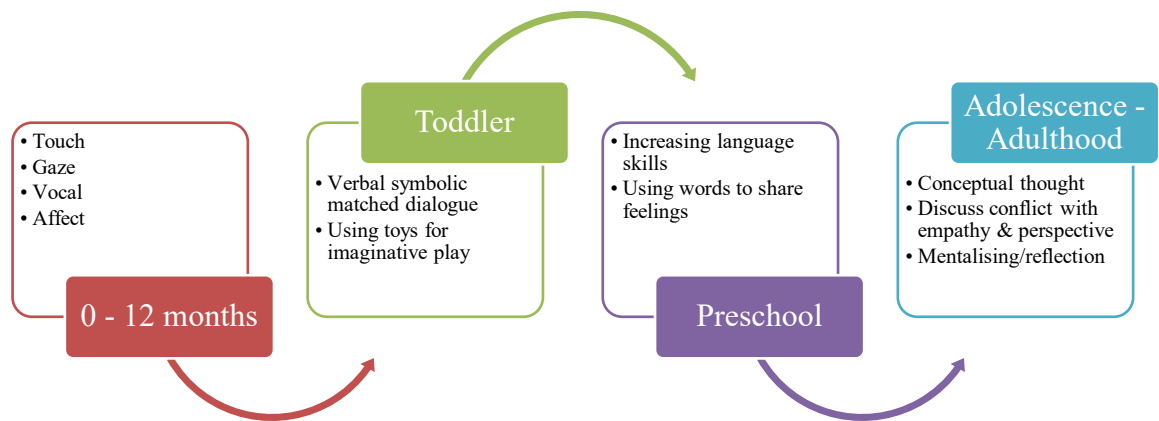 • Touch
• Gaze
• Vocal
• Affect
0 - 12 months
Toddler
• Verbal symbolic
matched dialogue
• Using toys for
imaginative play
• Increasing language
skills
• Using words to share
feelings
Preschool
Adolescence -
Adulthood
• Conceptual thought
• Discuss conflict with
empathy & perspective
• Mentalising/reflection